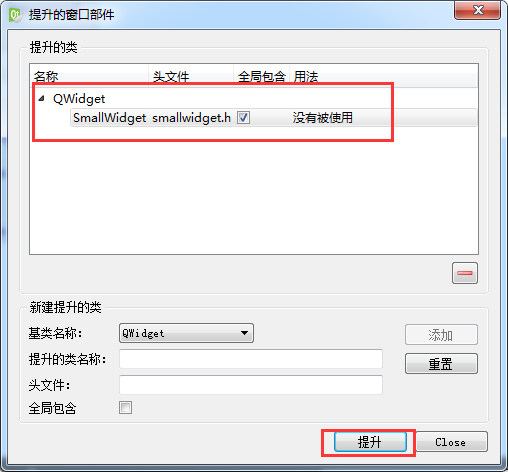 提升的窗口部件
提升的类
名称 头文件 全局包含 用法
QWidget
SmallWidget smallwidget.h 没有被使用
新建提升的类
基类名称: QWidget 添加
提升的类名称: 重置
头文件:
全局包含
提升 Close